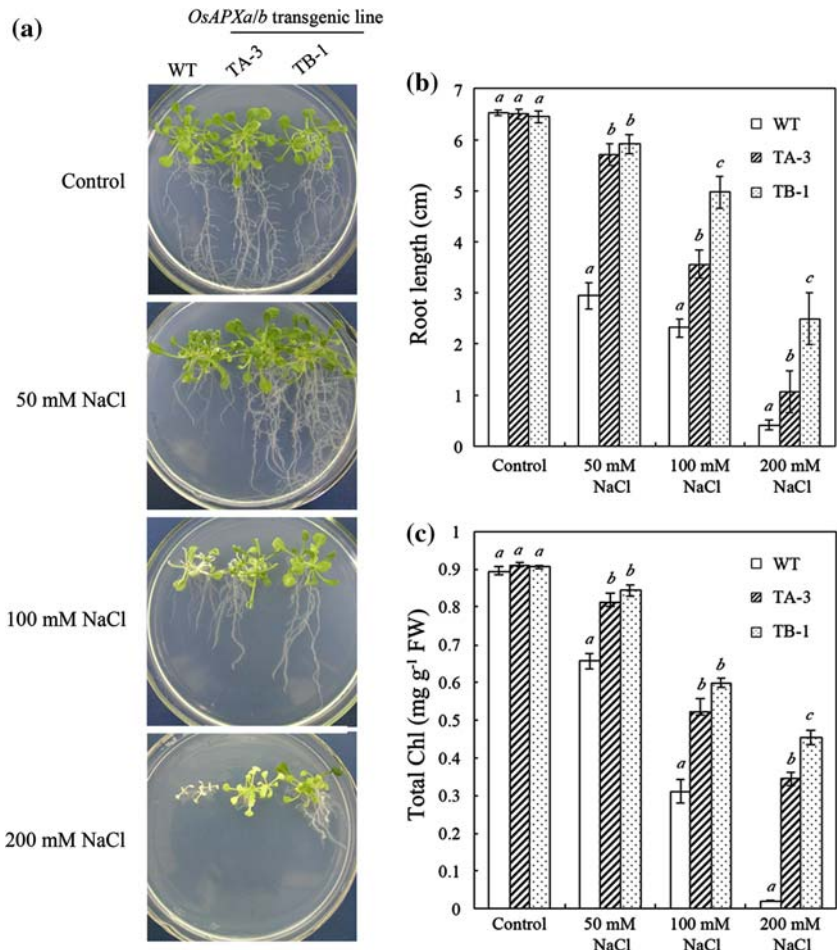 (a)
OsAPXa/b transgenic line
WT TA-3 TB-1
Control
50 mM NaCl
100 mM NaCl
200 mM NaCl
(b)
Root length (cm)
7
6
5
4
3
2
1
0
a a a
a b b
a b c
a b c
WT
TA-3
TB-1
Control
50 mM
NaCl
100 mM
NaCl
200 mM
NaCl
(c)
Total Chl (mg g-1 FW)
1
0.9
0.8
0.7
0.6
0.5
0.4
0.3
0.2
0.1
0
a a a
a b b
a b b
a b c
WT
TA-3
TB-1
Control
50 mM
NaCl
100 mM
NaCl
200 mM
NaCl